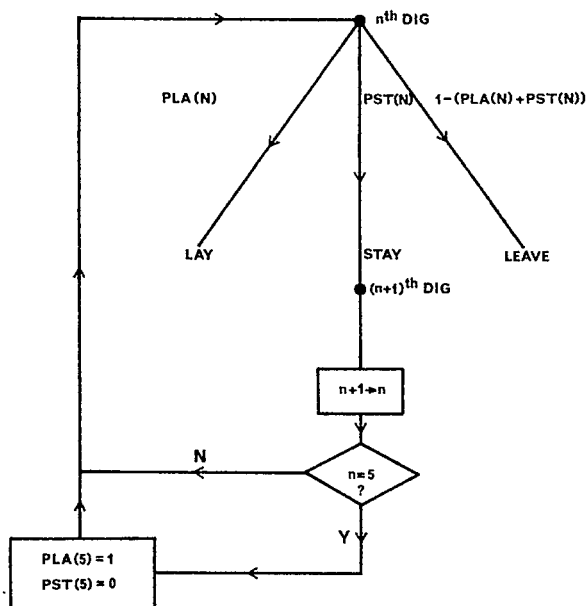 nth DIG
PLA(N)
PST(N)
1-(PLA(N)+PST(N))
LAY
STAY
LEAVE
(n+1)th DIG
n+1→n
N
n=5
?
Y
PLA(5)=1
PST(5)=0